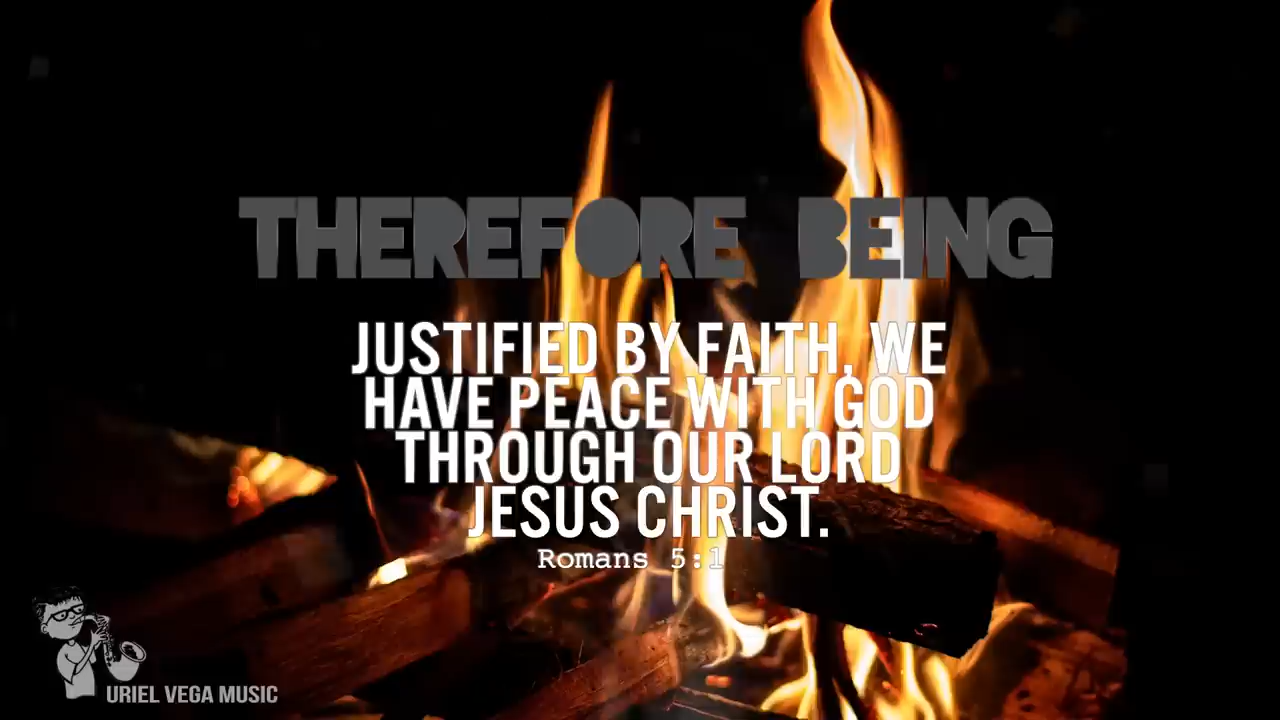 THEREFORE BEING
JUSTIFIED BY FAITH, WE
HAVE PEACE WITH GOD
THROUGH OUR LORD
JESUS CHRIST.
Romans 5:1
URIEL VEGA MUSIC